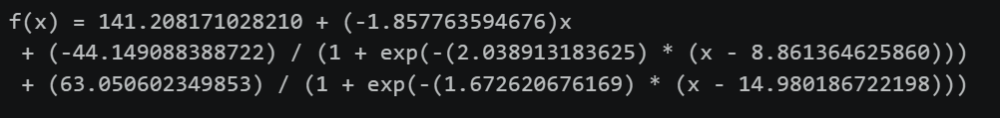 f(x) = 141.208171028210 + (-1.857763594676)x
+ (-44.149088388722) / (1 + exp(-(2.038913183625) * (x - 8.861364625860)))
+ (63.050602349853) / (1 + exp(-(1.672620676169) * (x - 14.980186722198)))